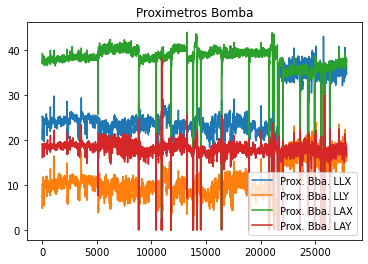 Proximetros Bomba
40
30
20
10
0
0
5000
10000
15000
20000
25000
Prox. Bba. LLX
Prox. Bba. LLY
Prox. Bba. LAX
Prox. Bba. LAY